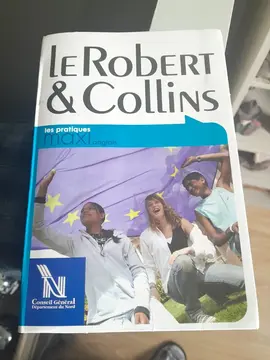 LE ROBERT
& COLLINS
les pratiques
maxi anglais
N
Conseil Général
Département du Nord